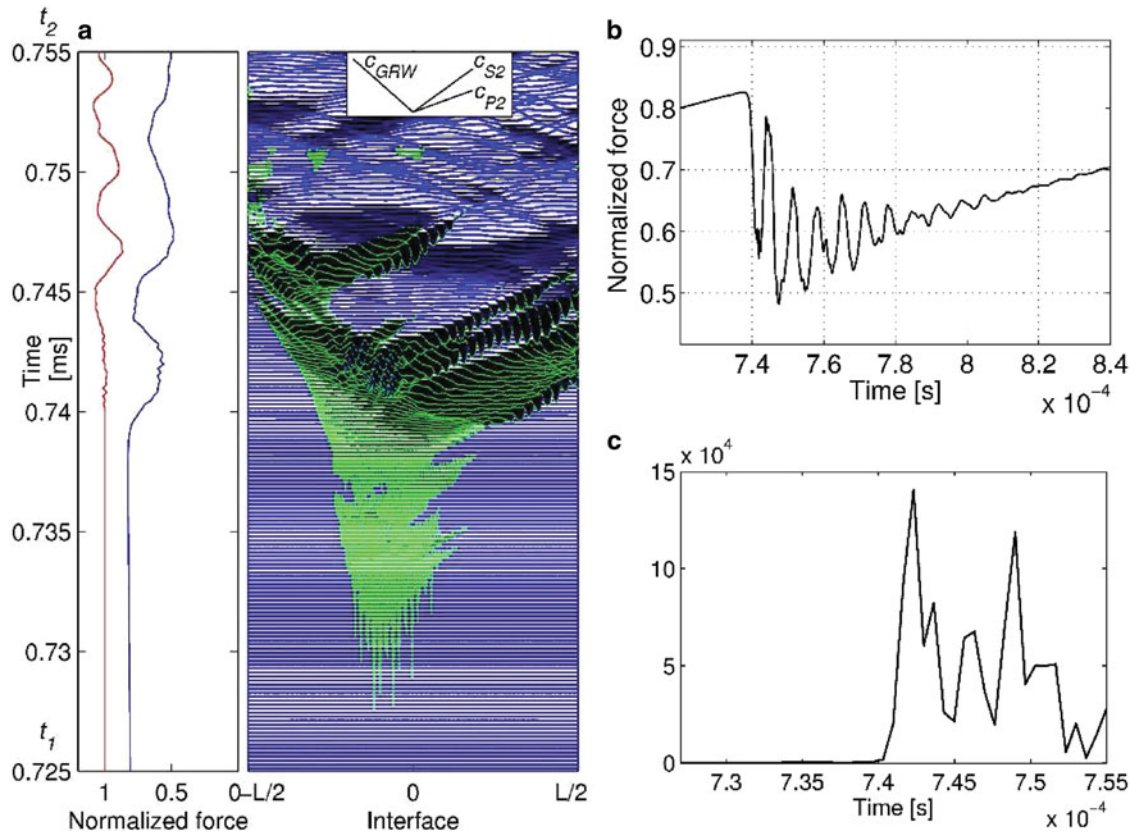 a
t2
0.755
0.75
0.745
Time
[ms]
0.74
0.735
0.73
t1
0.725
1 0.5 0
Normalized force
cGRW
cS2
cP2
–L/2 0 L/2
Interface
b
0.9
0.8
0.7
0.6
0.5
Normalized force
7.4 7.6 7.8 8 8.2 8.4
Time [s]
x 10-4
c
x 104
15
10
5
0
7.3 7.35 7.4 7.45 7.5 7.55
Time [s]
x 10-4